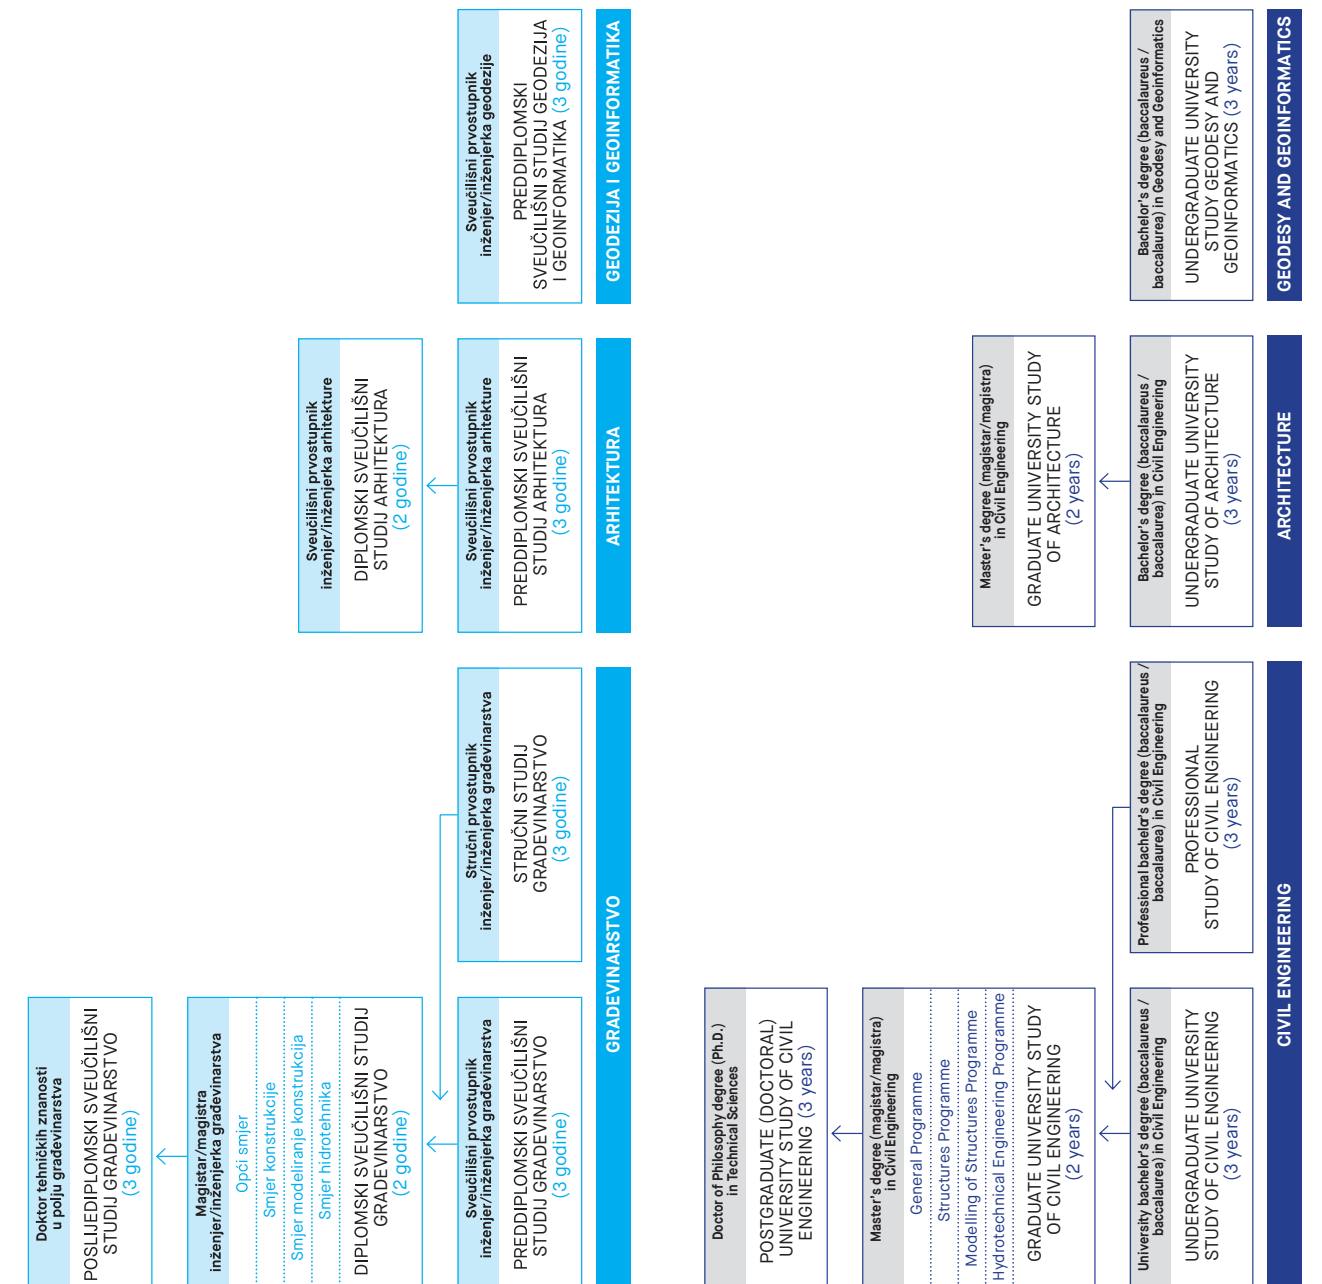 Doktor tehničkih znanosti
u polju građevinarstva
POSLIJEDIPLOMSKI SVEUČILIŠNI
STUDIJ GRAĐEVINARSTVO
(3 godine)
Magistar/magistra
inženjer/inženjerka građevinarstva
Opći smjer
Smjer konstrukcije
Smjer modeliranje konstrukcija
Smjer hidrotehnika
DIPLOMSKI SVEUČILIŠNI STUDIJ
GRAĐEVINARSTVO
(2 godine)
Sveučilišni prvostupnik
inženjer/inženjerka građevinarstva
PREDDIPLOMSKI SVEUČILIŠNI
STUDIJ GRAĐEVINARSTVO
(3 godine)
Stručni prvostupnik
inženjer/inženjerka građevinarstva
STRUČNI STUDIJ
GRAĐEVINARSTVO
(3 godine)
GRAĐEVINARSTVO
Sveučilišni prvostupnik
inženjer/inženjerka arhitekture
DIPLOMSKI SVEUČILIŠNI
STUDIJ ARHITEKTURA
(2 godine)
Sveučilišni prvostupnik
inženjer/inženjerka arhitekture
PREDDIPLOMSKI SVEUČILIŠNI
STUDIJ ARHITEKTURA
(3 godine)
ARHITEKTURA
Sveučilišni prvostupnik
inženjer/inženjerka geodezije
PREDDIPLOMSKI
SVEUČILIŠNI STUDIJ GEODEZIJA
I GEOINFORMATIKA (3 godine)
GEODEZIJA I GEOINFORMATIKA
Doctor of Philosophy degree (Ph.D.)
in Technical Sciences
POSTGRADUATE (DOCTORAL)
UNIVERSITY STUDY OF CIVIL
ENGINEERING (3 years)
Master's degree (magistar/magistra)
in Civil Engineering
General Programme
Structures Programme
Modelling of Structures Programme
Hydrotechnical Engineering Programme
GRADUATE UNIVERSITY STUDY
OF CIVIL ENGINEERING
(2 years)
University bachelor's degree (baccalaureus /
baccalaurea) in Civil Engineering
UNDERGRADUATE UNIVERSITY
STUDY OF CIVIL ENGINEERING
(3 years)
Professional bachelor's degree (baccalaureus /
baccalaurea) in Civil Engineering
PROFESSIONAL
STUDY OF CIVIL ENGINEERING
(3 years)
CIVIL ENGINEERING
Master's degree (magistar/magistra)
in Civil Engineering
GRADUATE UNIVERSITY STUDY
OF ARCHITECTURE
(2 years)
Bachelor's degree (baccalaureus /
baccalaurea) in Civil Engineering
UNDERGRADUATE UNIVERSITY
STUDY OF ARCHITECTURE
(3 years)
ARCHITECTURE
Bachelor's degree (baccalaureus /
baccalaurea) in Geodesy and Geoinformatics
UNDERGRADUATE UNIVERSITY
STUDY GEODESY AND
GEOINFORMATICS (3 years)
GEODESY AND GEOINFORMATICS